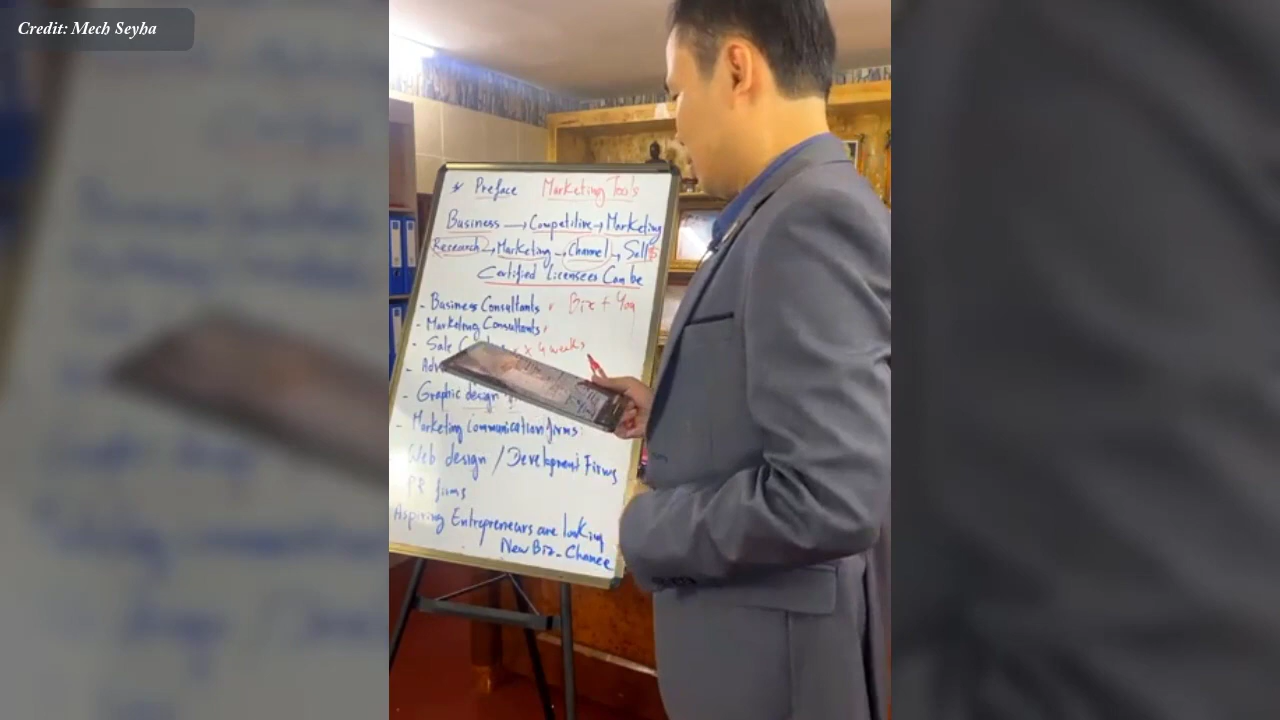 Credit: Mech Seyha
Preface Marketing Tools
Business → Competitive → Marketing
Research → Marketing → Channel → Sell $
Certified Licensees Can be
- Business Consultants Biz + You
- Marketing Consultants
- Sale x 4 weeks
- Adv
- Graphic design
- Marketing Communication firms
Web design / Development Firms
PR firms
Aspiring Entrepreneurs are looking
New Biz - Chance